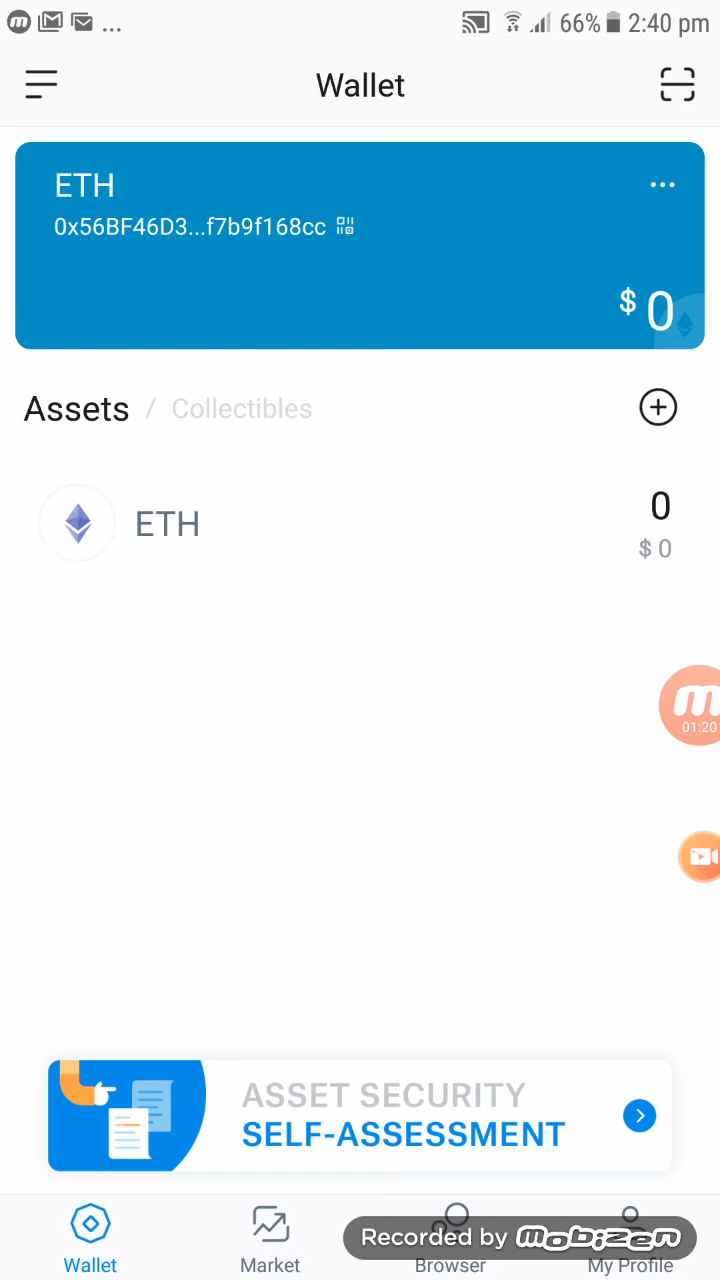 ... 66% 2:40 pm
Wallet
ETH
0x56BF46D3...f7b9f168cc
$ 0
Assets / Collectibles
ETH
0
$ 0
01:20
ASSET SECURITY
SELF-ASSESSMENT
Recorded by mobizen
Wallet Market Browser My Profile